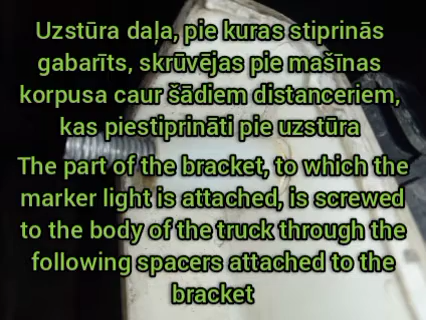 Uzstūra daļa, pie kuras stiprinās
gabarīts, skrūvējas pie mašīnas
korpusa caur šādiem distanceriem,
kas piestiprināti pie uzstūra
The part of the bracket, to which the
marker light is attached, is screwed
to the body of the truck through the
following spacers attached to the
bracket